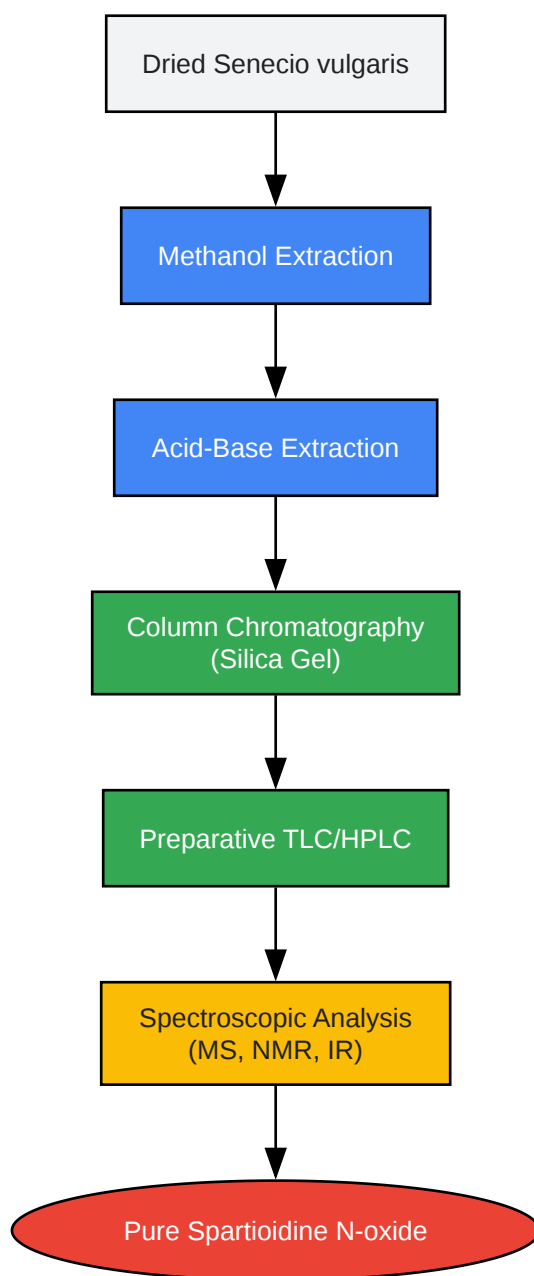 Dried Senecio vulgaris
Methanol Extraction
Acid-Base Extraction
Column Chromatography
(Silica Gel)
Preparative TLC/HPLC
Spectroscopic Analysis
(MS, NMR, IR)
Pure Spartioidine N-oxide